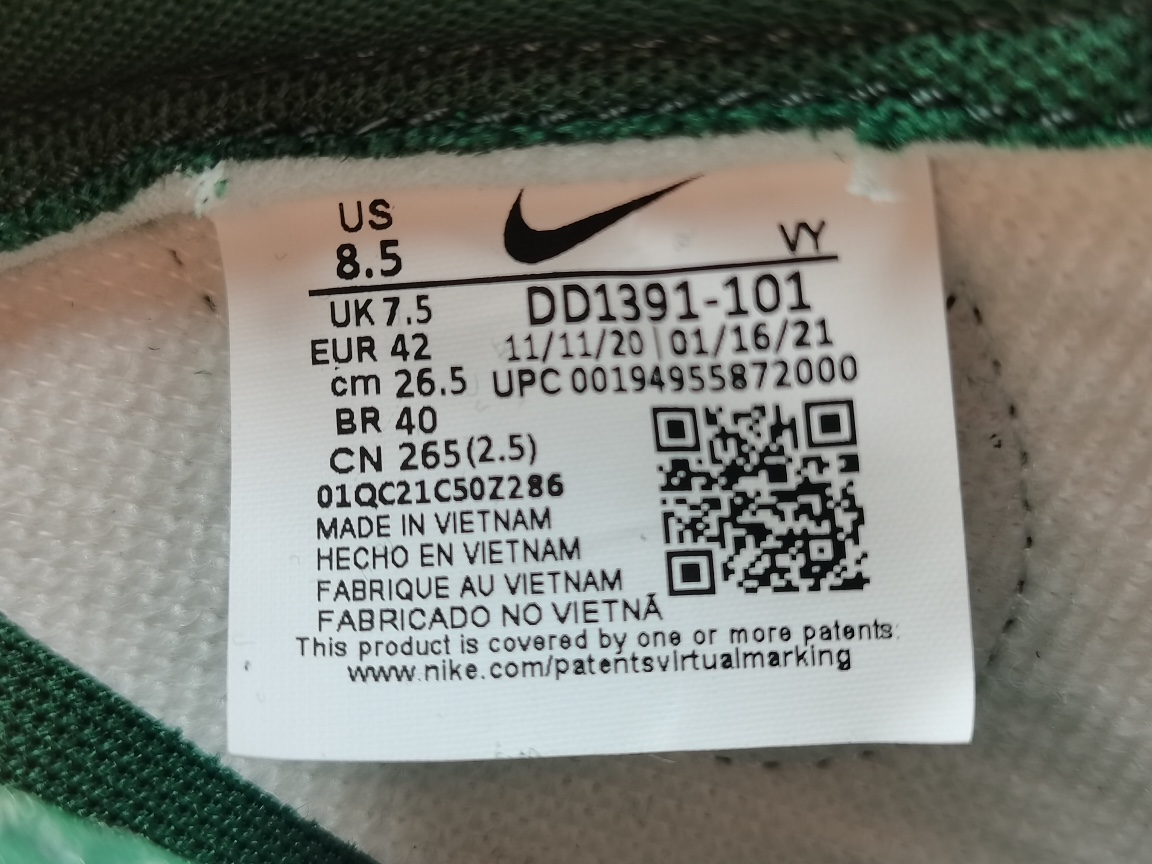 US
8.5
VY
UK 7.5
DD1391-101
EUR 42
11/11/20 01/16/21
cm 26.5
UPC 00194955872000
BR 40
CN 265(2.5)
01QC21C50Z286
MADE IN VIETNAM
HECHO EN VIETNAM
FABRIQUE AU VIETNAM
FABRICADO NO VIETNÃ
This product is covered by one or more patents:
www.nike.com/patentsvirtualmarking